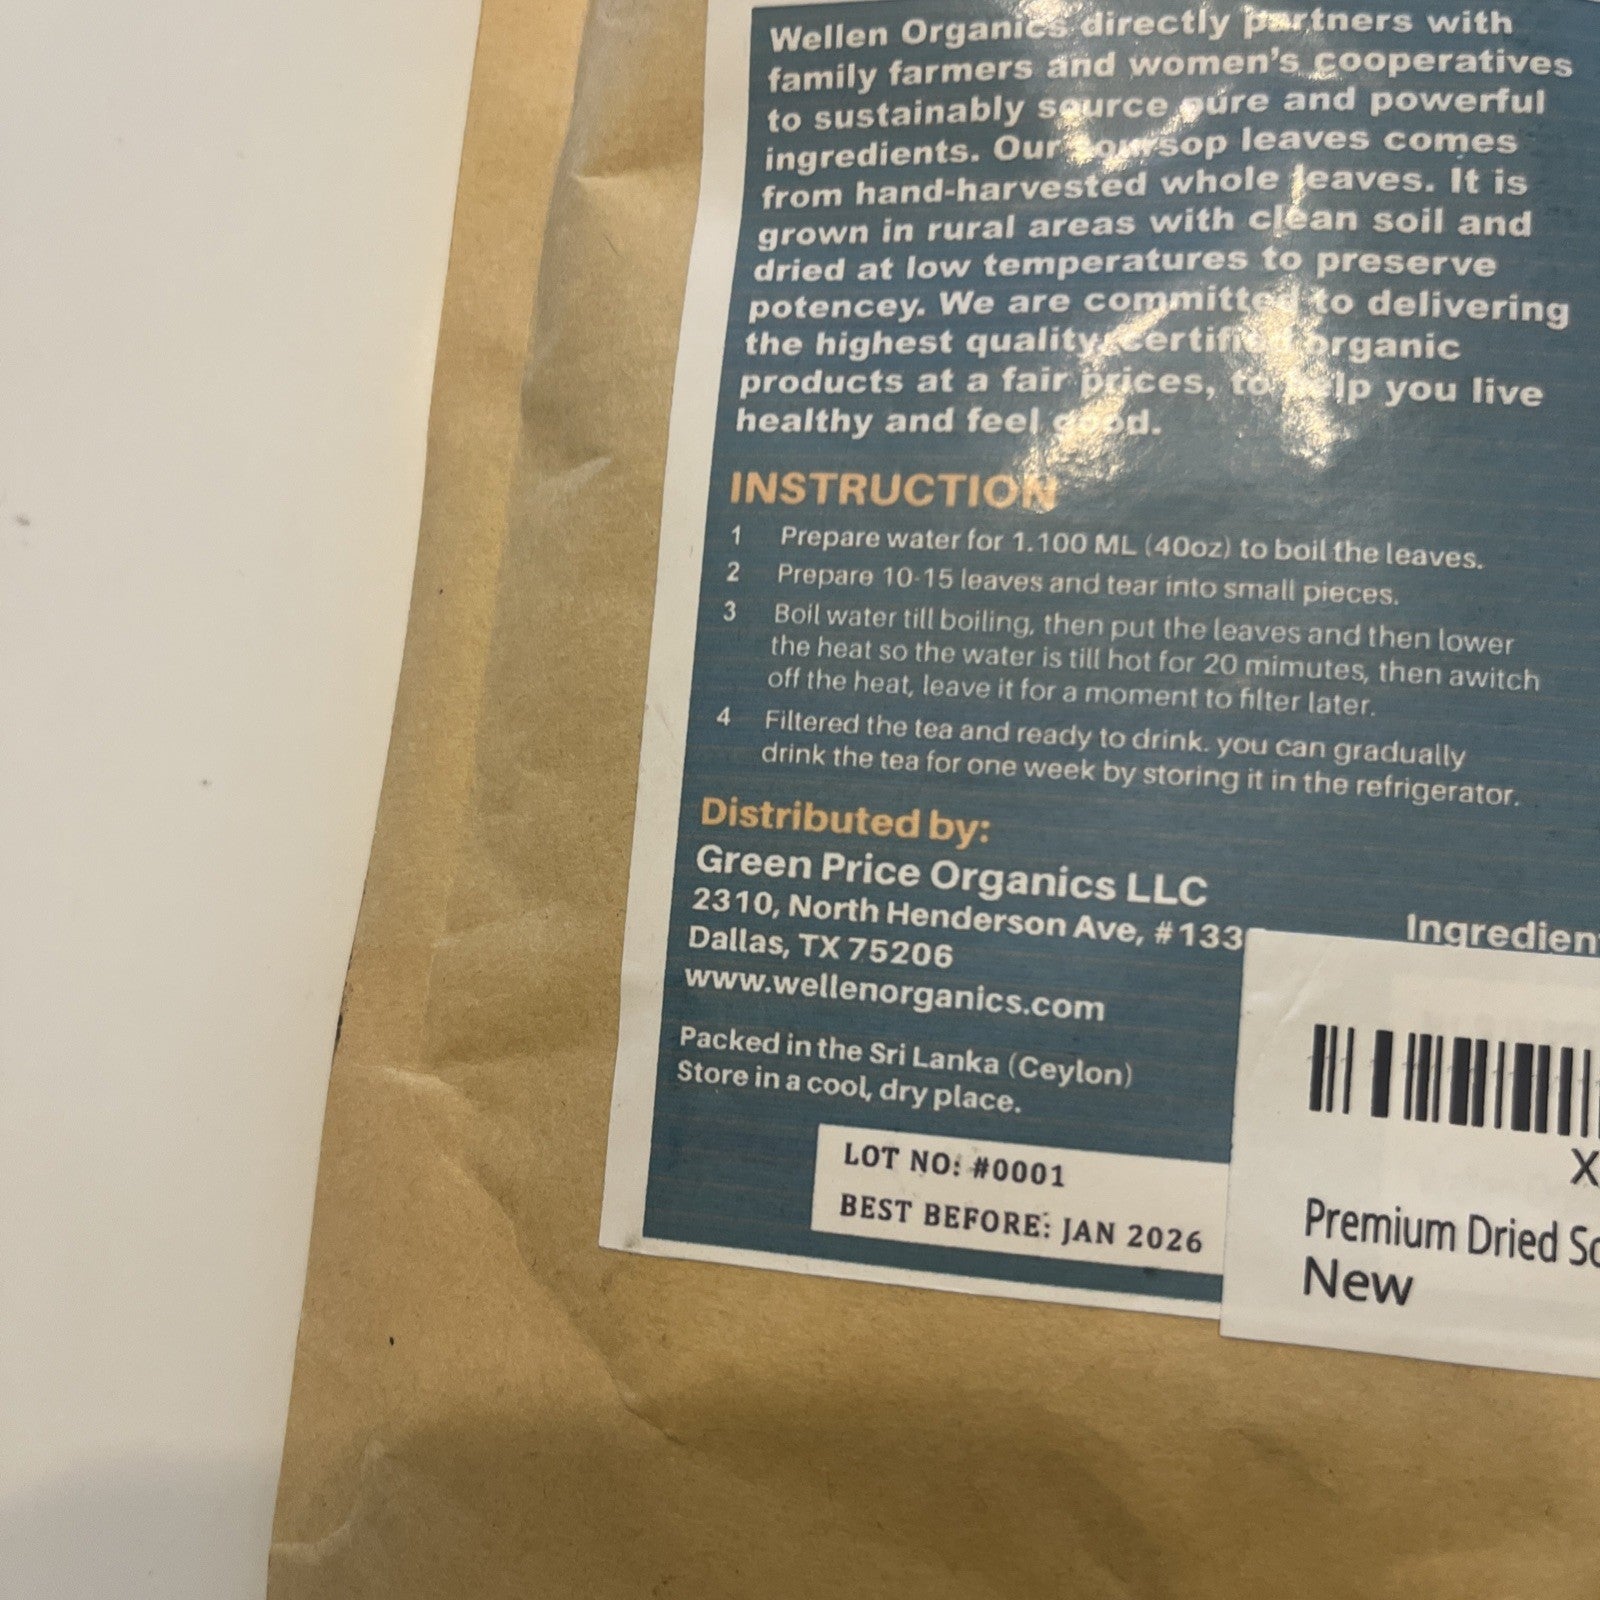 Wellen Organics directly partners with
family farmers and women's cooperatives
to sustainably source pure and powerful
ingredients. Our soursop leaves comes
from hand-harvested whole leaves. It is
grown in rural areas with clean soil and
dried at low temperatures to preserve
potencey. We are committed to delivering
the highest quality, certified organic
products at a fair prices, to help you live
healthy and feel good.
INSTRUCTION
1 Prepare water for 1.100 ML (40oz) to boil the leaves.
2 Prepare 10-15 leaves and tear into small pieces.
3 Boil water till boiling, then put the leaves and then lower
the heat so the water is till hot for 20 mimutes, then awitch
off the heat, leave it for a moment to filter later.
4 Filtered the tea and ready to drink. you can gradually
drink the tea for one week by storing it in the refrigerator.
Distributed by:
Green Price Organics LLC
2310, North Henderson Ave, #133
Dallas, TX 75206
www.wellenorganics.com
Ingredien
Packed in the Sri Lanka (Ceylon)
Store in a cool, dry place.
LOT NO: #0001
BEST BEFORE: JAN 2026
X
Premium Dried So
New